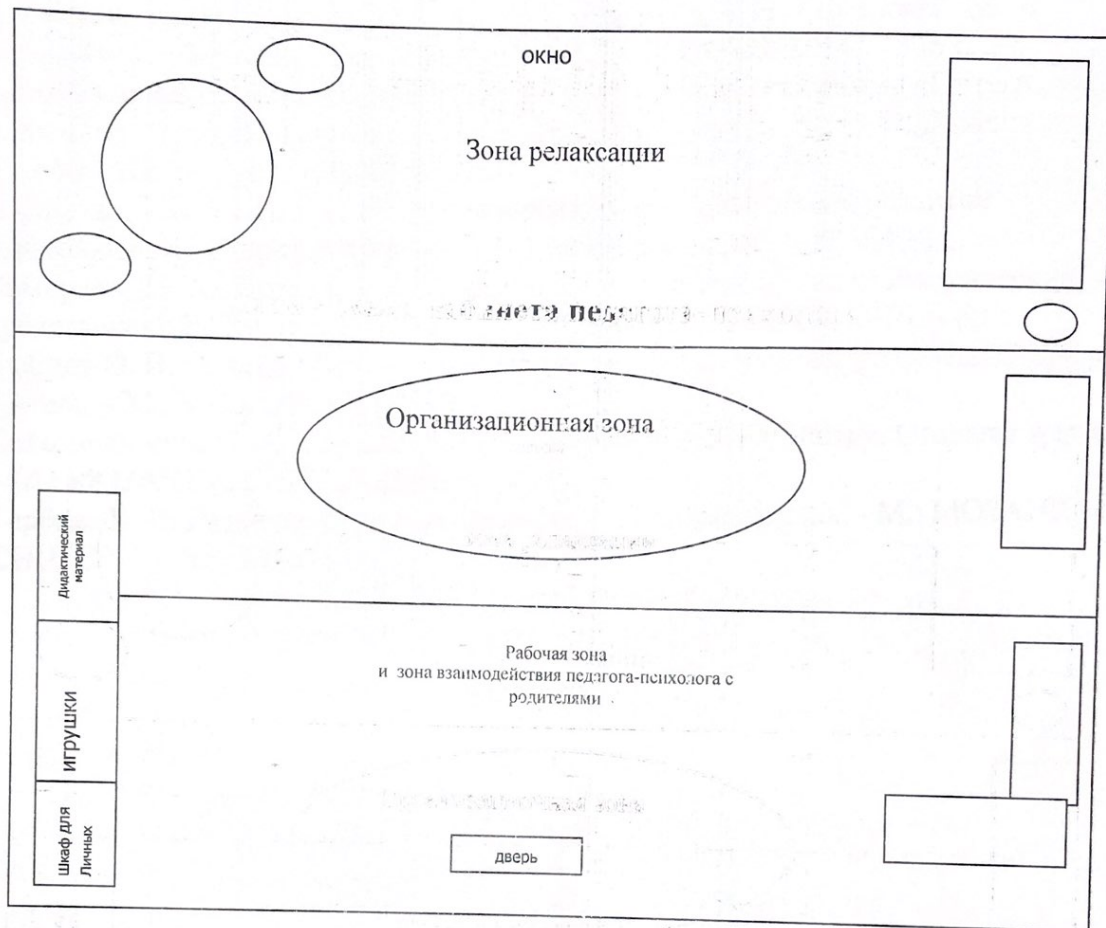 ОКНО
Зона релаксации
Организационная зона
Дидактический
материал
ИГРУШКИ
Шкаф для
Личных
Рабочая зона
и зона взаимодействия педагога-психолога с
родителями
дверь